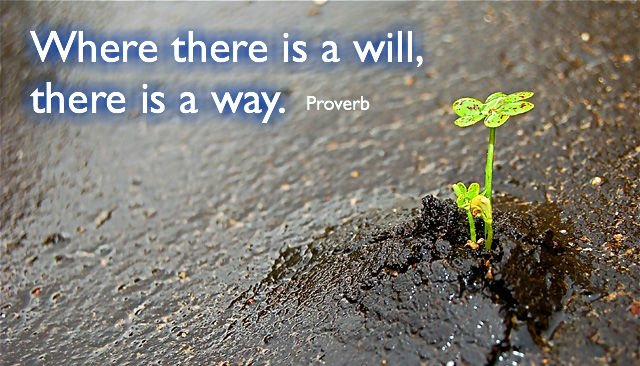 Where there is a will,
there is a way. Proverb